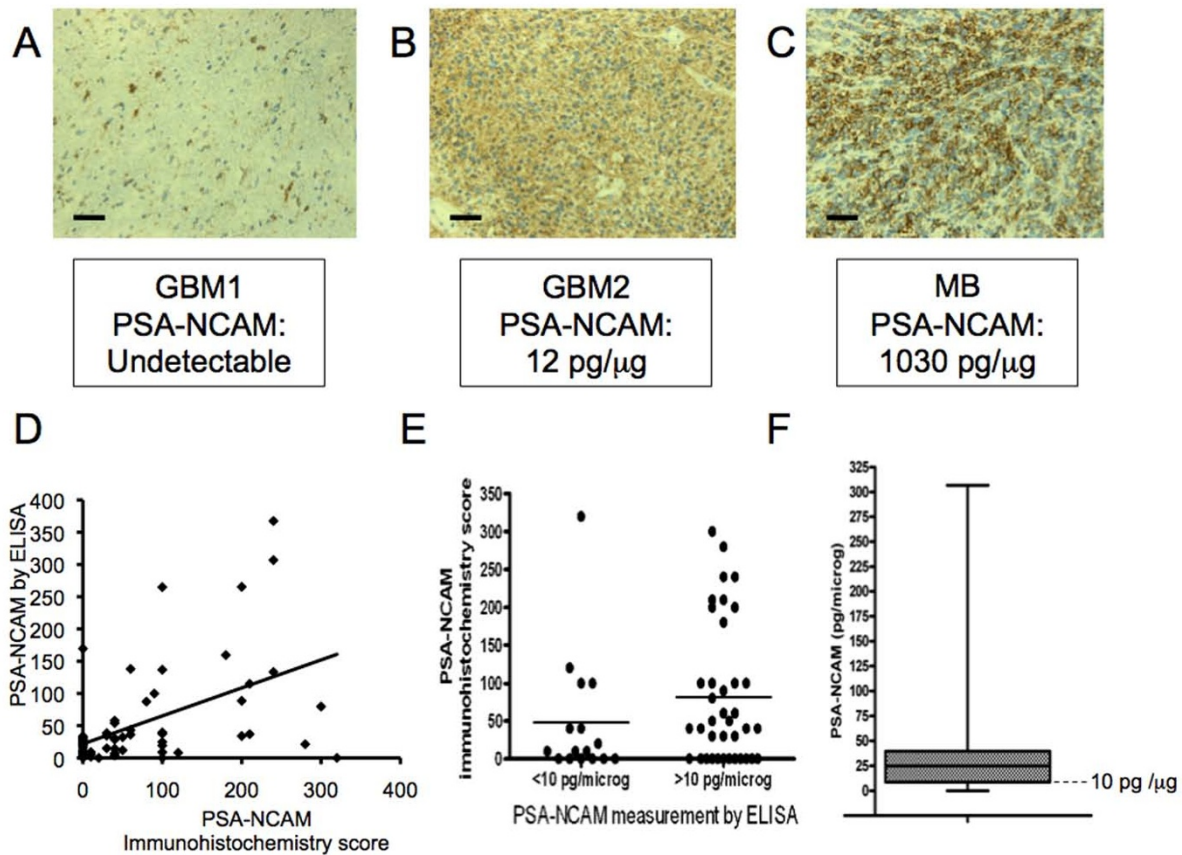 A
B
C
GBM1
PSA-NCAM:
Undetectable
GBM2
PSA-NCAM:
12 pg/μg
MB
PSA-NCAM:
1030 pg/μg
D
PSA-NCAM by ELISA
400
350
300
250
200
150
100
50
0
0
100
200
300
400
PSA-NCAM
Immunohistochemistry score
E
PSA-NCAM
immunohistochemistry score
350
300
250
200
150
100
50
0
<10 pg/microg
>10 pg/microg
PSA-NCAM measurement by ELISA
F
PSA-NCAM (pg/microg)
325
300
275
250
225
200
175
150
125
100
75
50
25
0
10 pg /μg